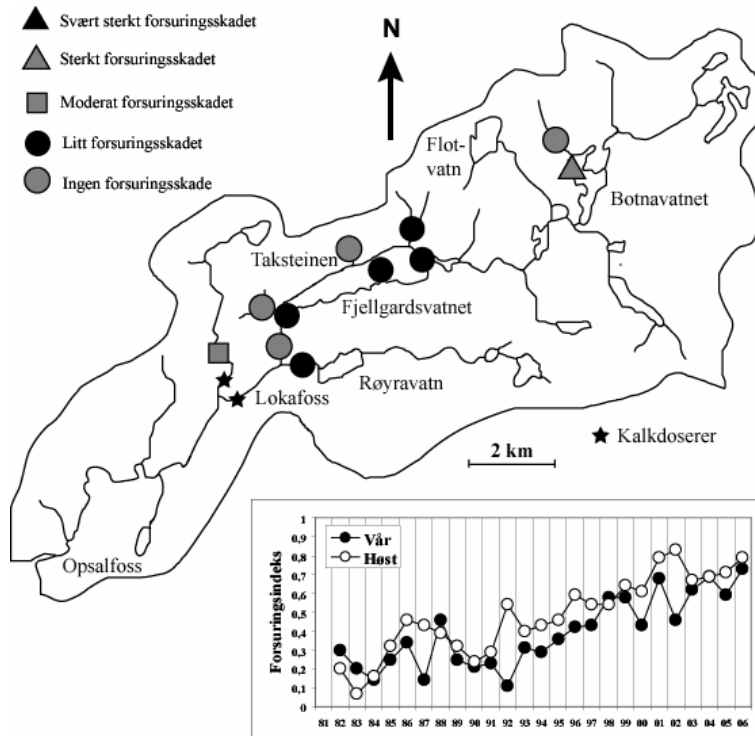 Svært sterkt forsuringsskadet
Sterkt forsuringsskadet
Moderat forsuringsskadet
Litt forsuringsskadet
Ingen forsuringsskade
N
Flot-
vatn
Botnavatnet
Taksteinen
Fjellgardsvatnet
Røyravatn
Lokafoss
Kalkdoserer
2 km
Opsalfoss
Vår
Høst
Forsuringsindeks
1
0,9
0,8
0,7
0,6
0,5
0,4
0,3
0,2
0,1
0
81 82 83 84 85 86 87 88 89 90 91 92 93 94 95 96 97 98 99 00 01 02 03 04 05 06